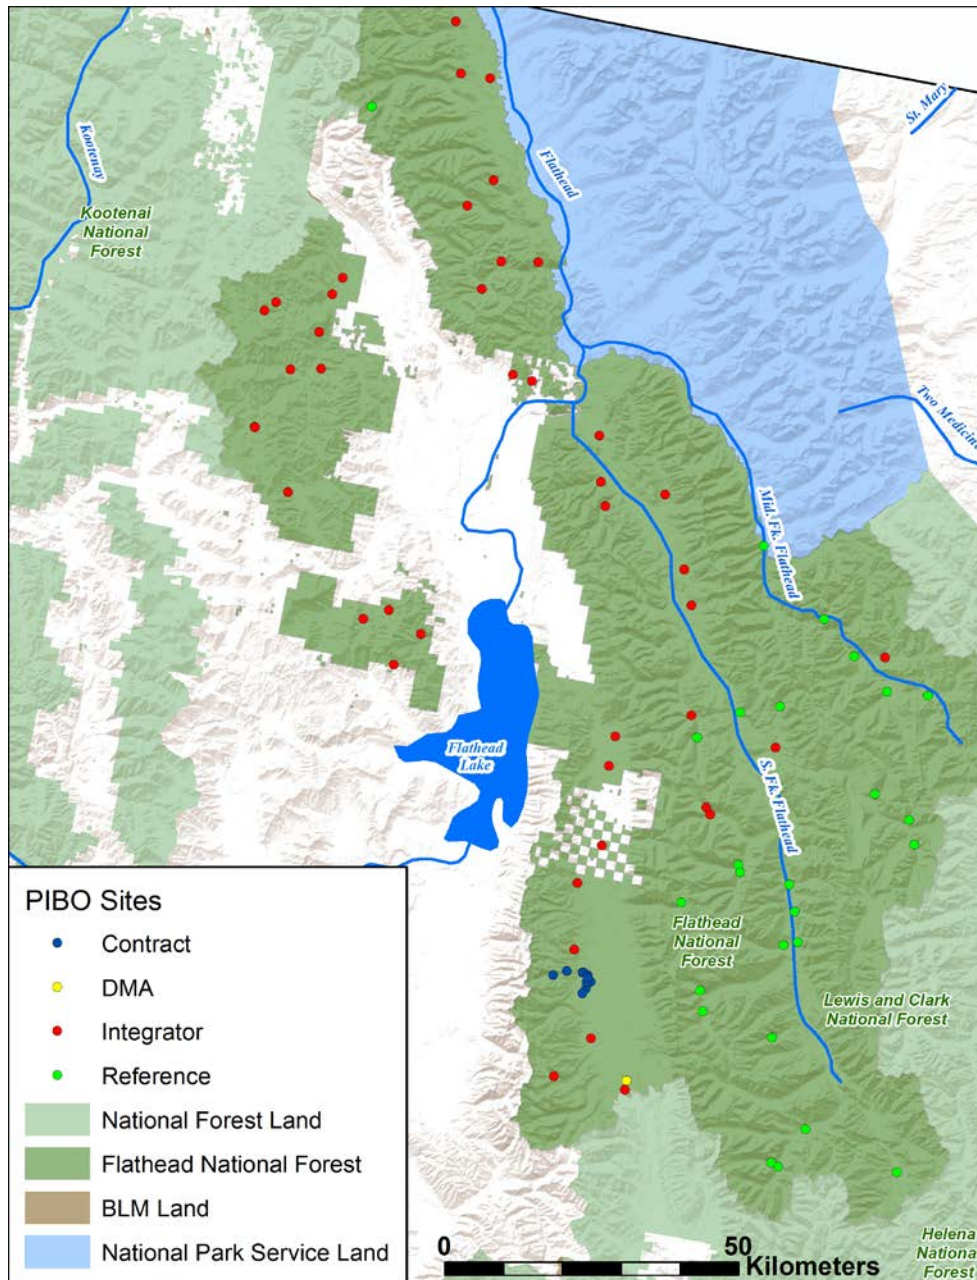 St. Mary
Kootenay
Flathead
Kootenai
National
Forest
Two Medicine
Mid. Fk. Flathead
Flathead
Lake
S. Fk. Flathead
Flathead
National
Forest
Lewis and Clark
National Forest
PIBO Sites
Contract
DMA
Integrator
Reference
National Forest Land
Flathead National Forest
BLM Land
National Park Service Land
Helena
Nationa
Forest
0
50
Kilometers